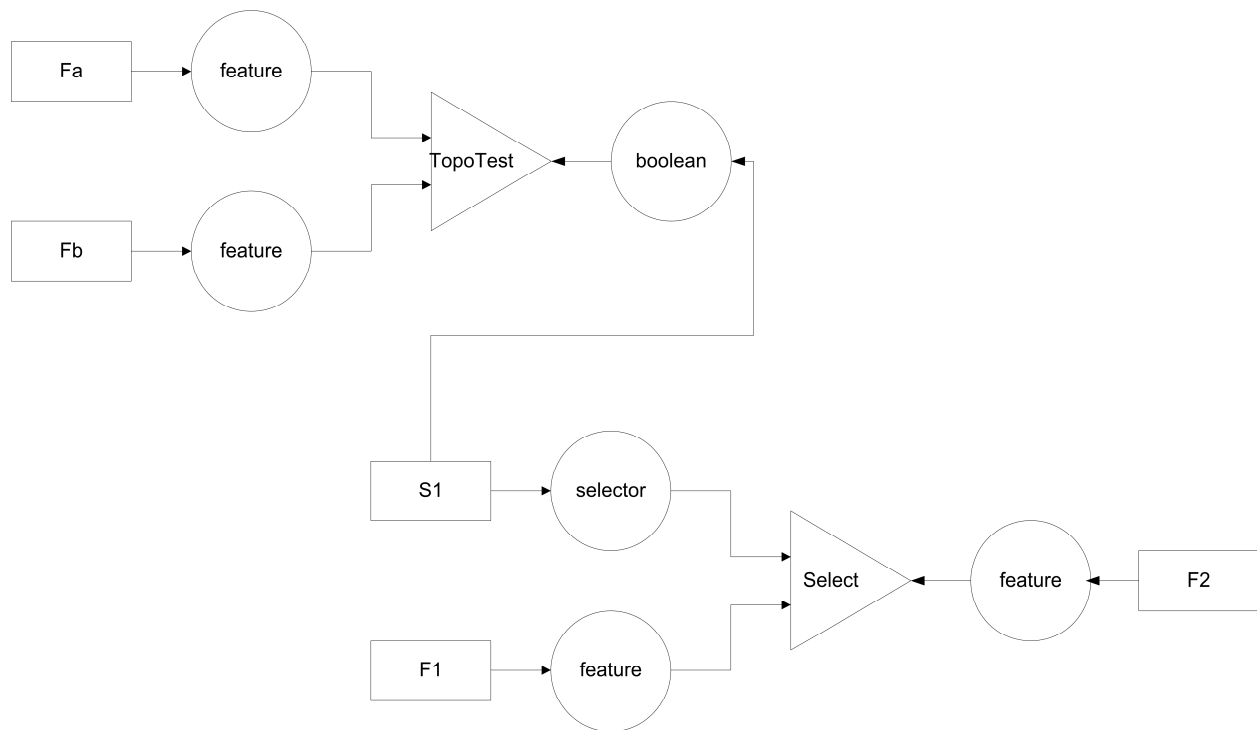 Fa
feature
TopoTest
boolean
Fb
feature
S1
selector
Select
feature
F2
F1
feature